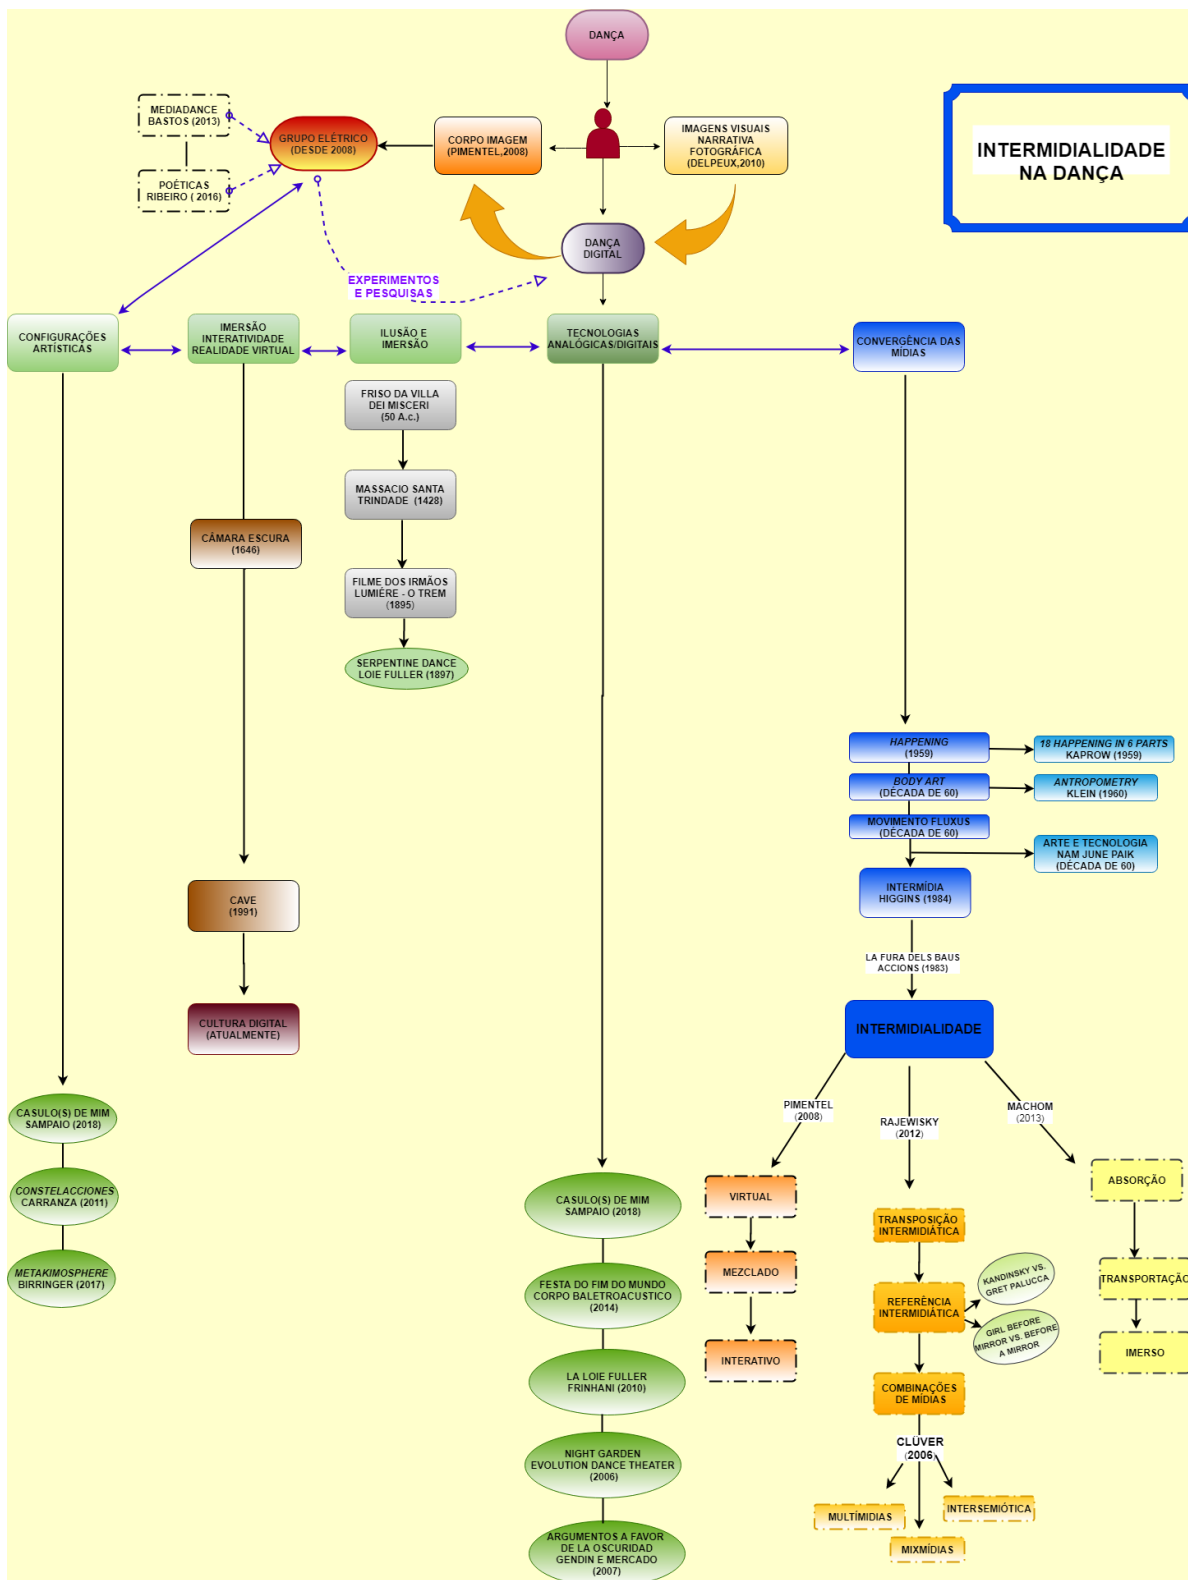 DANÇA
MEDIADANCE
BASTOS (2013)
GRUPO ELÉTRICO
(DESDE 2008)
CORPO IMAGEM
(PIMENTEL,2008)
IMAGENS VISUAIS
NARRATIVA
FOTOGRÁFICA
(DELPEUX,2010)
INTERMIDIALIDADE
NA DANÇA
POÉTICAS
RIBEIRO ( 2016)
DANÇA
DIGITAL
EXPERIMENTOS
E PESQUISAS
CONFIGURAÇÕES
ARTÍSTICAS
IMERSÃO
INTERATIVIDADE
REALIDADE VIRTUAL
ILUSÃO E
IMERSÃO
TECNOLOGIAS
ANALÓGICAS/DIGITAIS
CONVERGÊNCIA DAS
MÍDIAS
FRISO DA VILLA
DEI MISCERI
(50 A.c.)
MASSACIO SANTA
TRINDADE (1428)
CÂMARA ESCURA
(1646)
FILME DOS IRMÃOS
LUMIÈRE - O TREM
(1895)
SERPENTINE DANCE
LOIE FULLER (1897)
HAPPENING
(1959)
18 HAPPENING IN 6 PARTS
KAPROW (1959)
BODY ART
(DÉCADA DE 60)
ANTROPOMETRY
KLEIN (1960)
MOVIMENTO FLUXUS
(DÉCADA DE 60)
ARTE E TECNOLOGIA
NAM JUNE PAIK
(DÉCADA DE 60)
CAVE
(1991)
INTERMÍDIA
HIGGINS (1984)
LA FURA DELS BAUS
ACCIONS (1983)
CULTURA DIGITAL
(ATUALMENTE)
INTERMIDIALIDADE
PIMENTEL
(2008)
RAJEWISKY
(2012)
MACHOM
(2013)
CASULO(S) DE MIM
SAMPAIO (2018)
CONSTELACCIONES
CARRANZA (2011)
METAKIMOSPHERE
BIRRINGER (2017)
CASULO(S) DE MIM
SAMPAIO (2018)
FESTA DO FIM DO MUNDO
CORPO BALETROACUSTICO
(2014)
LA LOIE FULLER
FRINHANI (2010)
NIGHT GARDEN
EVOLUTION DANCE THEATER
(2006)
ARGUMENTOS A FAVOR
DE LA OSCURIDAD
GENDIN E MERCADO
(2007)
VIRTUAL
MEZCLADO
INTERATIVO
TRANSPOSIÇÃO
INTERMIDIÁTICA
REFERÊNCIA
INTERMIDIÁTICA
KANDINSKY VS.
GRET PALUCCA
GIRL BEFORE
MIRROR VS. BEFORE
A MIRROR
COMBINAÇÕES
DE MÍDIAS
CLÜVER
(2006)
MULTÍMIDIAS
INTERSEMIÓTICA
MIXMÍDIAS
ABSORÇÃO
TRANSPORTAÇÃO
IMERSO